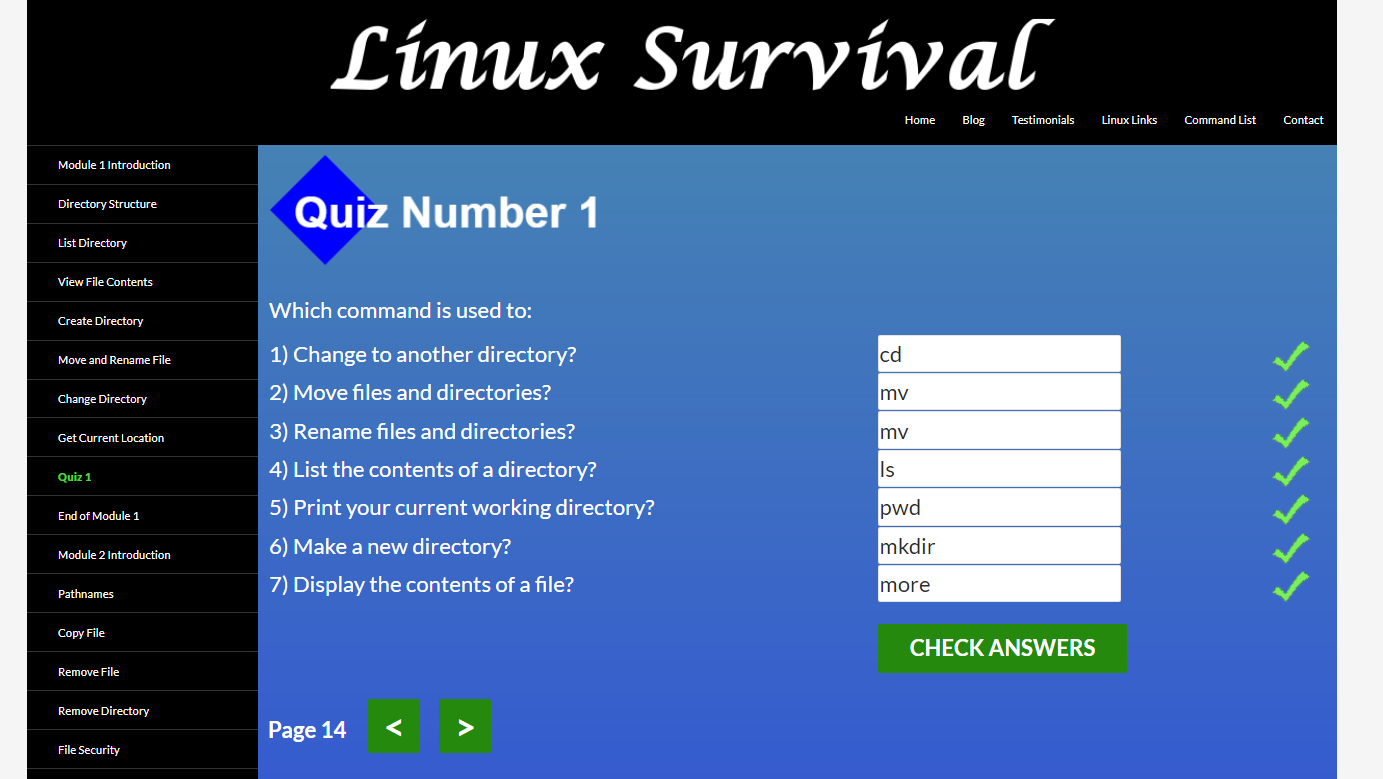 Linux Survival
Home Blog Testimonials Linux Links Command List Contact
Module 1 Introduction
Directory Structure
List Directory
View File Contents
Create Directory
Move and Rename File
Change Directory
Get Current Location
Quiz 1
End of Module 1
Module 2 Introduction
Pathnames
Copy File
Remove File
Remove Directory
File Security
Quiz Number 1
Which command is used to:
1) Change to another directory? cd
2) Move files and directories? mv
3) Rename files and directories? mv
4) List the contents of a directory? ls
5) Print your current working directory? pwd
6) Make a new directory? mkdir
7) Display the contents of a file? more
CHECK ANSWERS
Page 14 < >